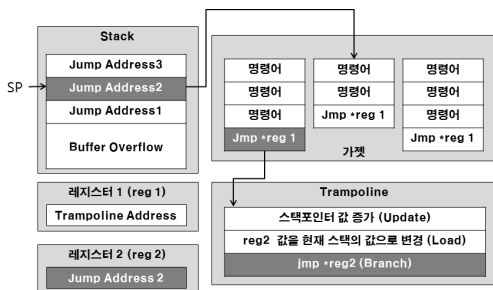 Stack
Jump Address3
SP
Jump Address2
Jump Address1
Buffer Overflow
명령어
명령어
명령어
Jmp *reg 1
명령어
명령어
Jmp *reg 1
명령어
명령어
명령어
Jmp *reg 1
가젯
레지스터 1 (reg 1)
Trampoline Address
레지스터 2 (reg 2)
Jump Address 2
Trampoline
스택포인터 값 증가 (Update)
reg2 값을 현재 스택의 값으로 변경 (Load)
jmp *reg2 (Branch)